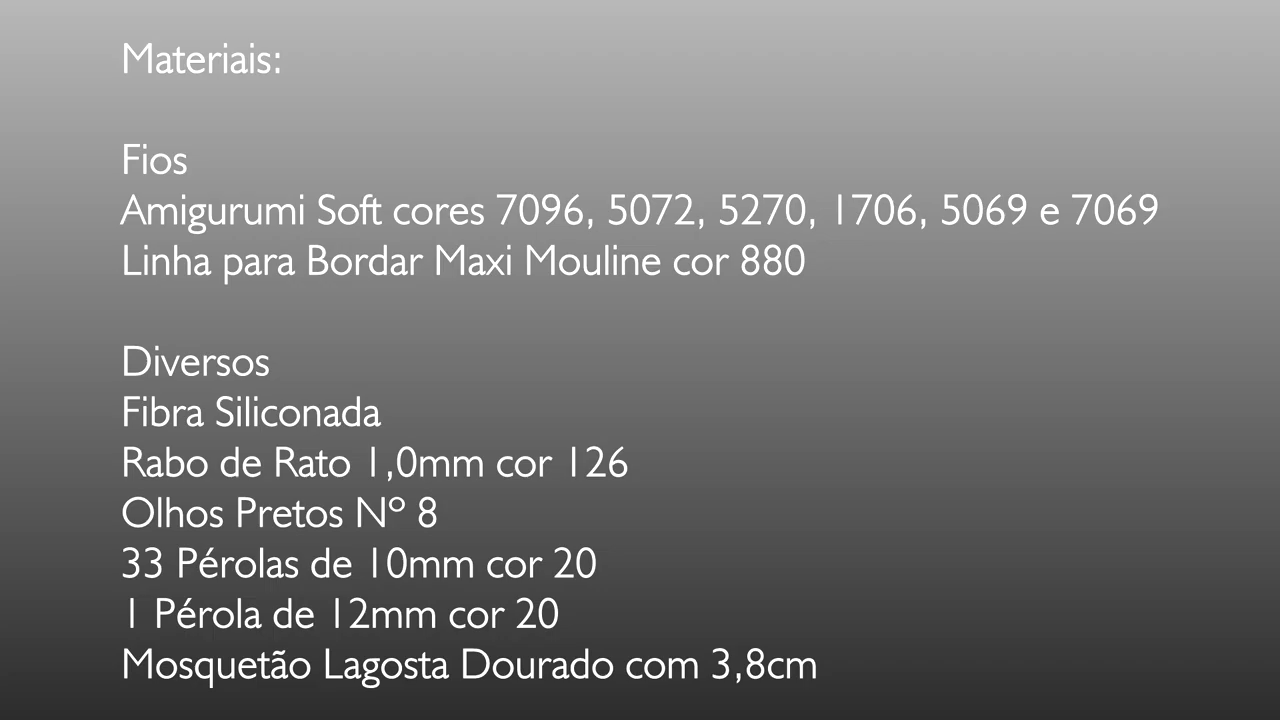 Materiais:
Fios
Amigurumi Soft cores 7096, 5072, 5270, 1706, 5069 e 7069
Linha para Bordar Maxi Mouline cor 880
Diversos
Fibra Siliconada
Rabo de Rato 1,0mm cor 126
Olhos Pretos Nº 8
33 Pérolas de 10mm cor 20
1 Pérola de 12mm cor 20
Mosquetão Lagosta Dourado com 3,8cm